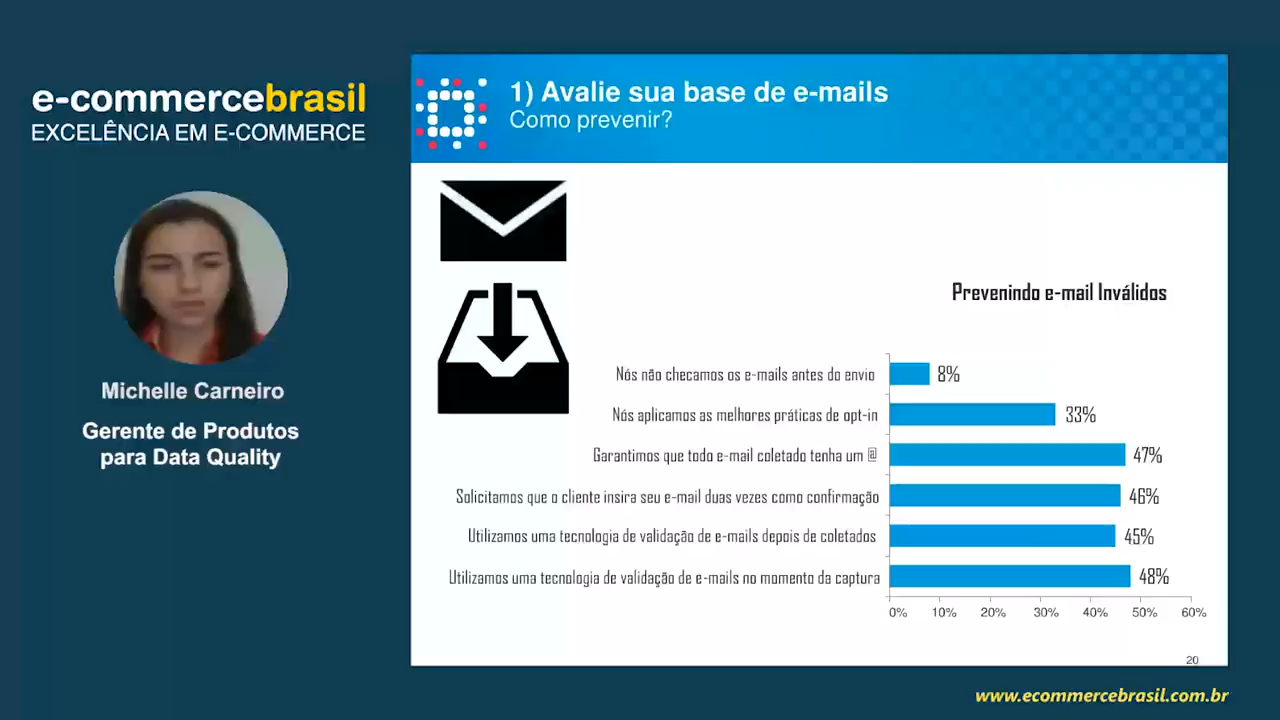 e-commercebrasil
EXCELÊNCIA EM E-COMMERCE
Michelle Carneiro
Gerente de Produtos
para Data Quality
1) Avalie sua base de e-mails
Como prevenir?
Prevenindo e-mail Inválidos
Nós não checamos os e-mails antes do envio 8%
Nós aplicamos as melhores práticas de opt-in 33%
Garantimos que todo e-mail coletado tenha um @ 47%
Solicitamos que o cliente insira seu e-mail duas vezes como confirmação 46%
Utilizamos uma tecnologia de validação de e-mails depois de coletados 45%
Utilizamos uma tecnologia de validação de e-mails no momento da captura 48%
0% 10% 20% 30% 40% 50% 60%
20
www.ecommercebrasil.com.br